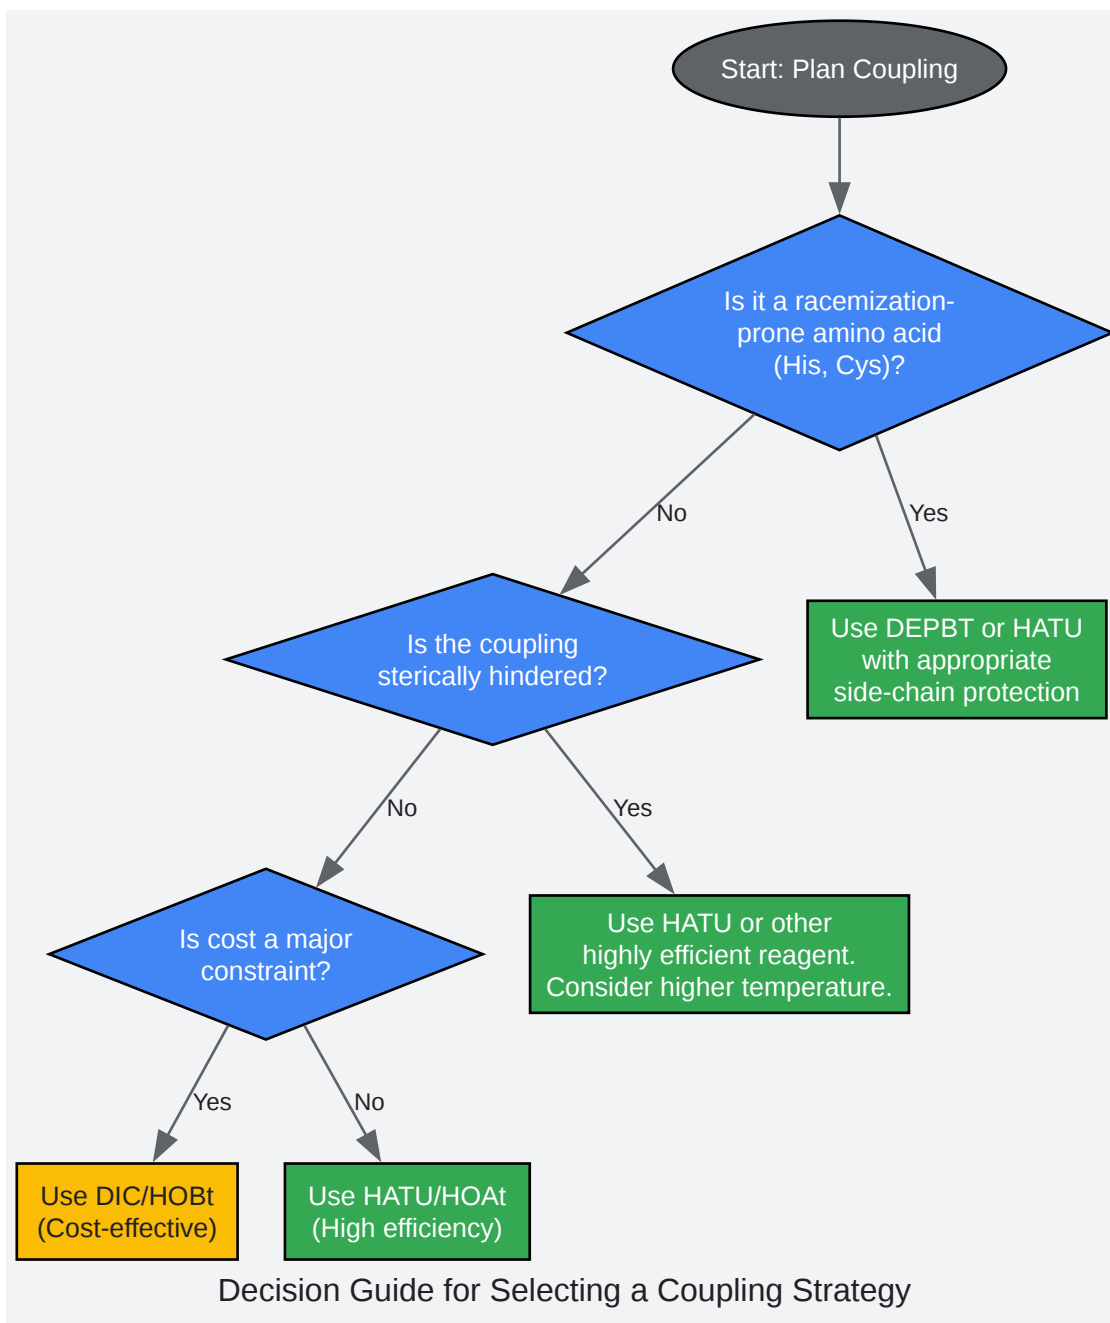 Start: Plan Coupling
Is it a racemization-
prone amino acid
(His, Cys)?
No
Yes
Is the coupling
sterically hindered?
Use DEPBT or HATU
with appropriate
side-chain protection
No
Yes
Is cost a major
constraint?
Use HATU or other
highly efficient reagent.
Consider higher temperature.
Yes
No
Use DIC/HOBt
(Cost-effective)
Use HATU/HOAt
(High efficiency)
Decision Guide for Selecting a Coupling Strategy